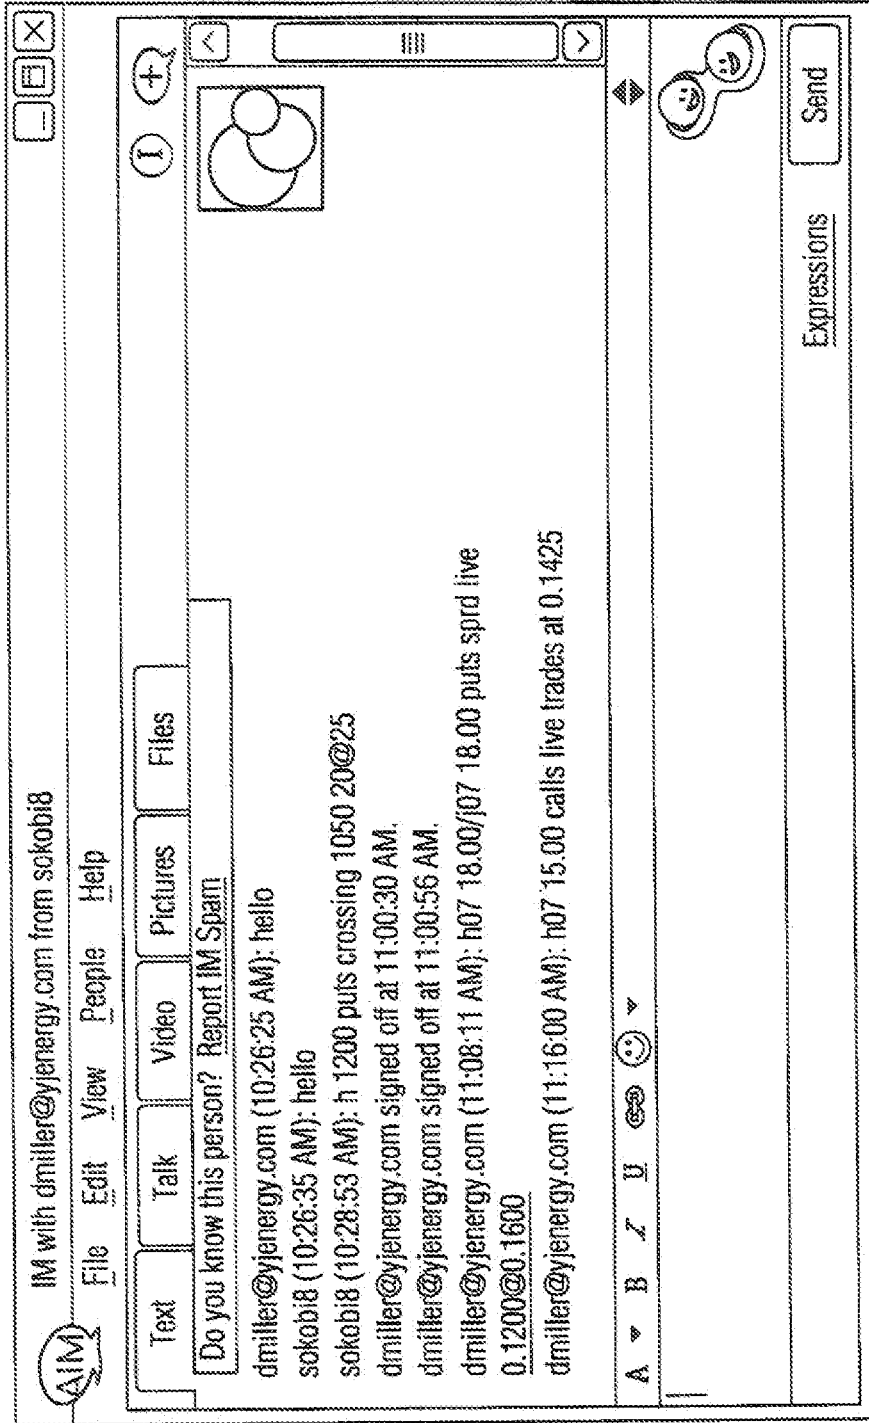 IM with dmiller@yjenergy.com from sokobi8
AIM
File Edit View People Help
Text Talk Video Pictures Files
Do you know this person? Report IM Spam
dmiller@yjenergy.com (10:26:25 AM): hello
sokobi8 (10:26:35 AM): hello
sokobi8 (10:28:53 AM): h 1200 puts crossing 1050 20@25
dmiller@yjenergy.com signed off at 11:00:30 AM.
dmiller@yjenergy.com signed off at 11:00:56 AM.
dmiller@yjenergy.com (11:08:11 AM): h07 18.00/j07 18.00 puts sprd live
0.1200@0.1600
dmiller@yjenergy.com (11:16:00 AM): h07 15.00 calls live trades at 0.1425
A B I U
Expressions Send